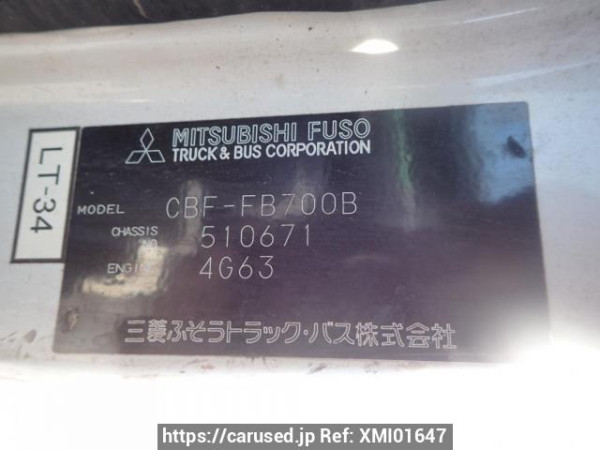 LT-34
MITSUBISHI FUSO
TRUCK & BUS CORPORATION
MODEL CBF-FB700B
CHASSIS NO 510671
ENGINE 4G63
三菱ふそうトラック・バス株式会社
https://carused.jp Ref: XMI01647